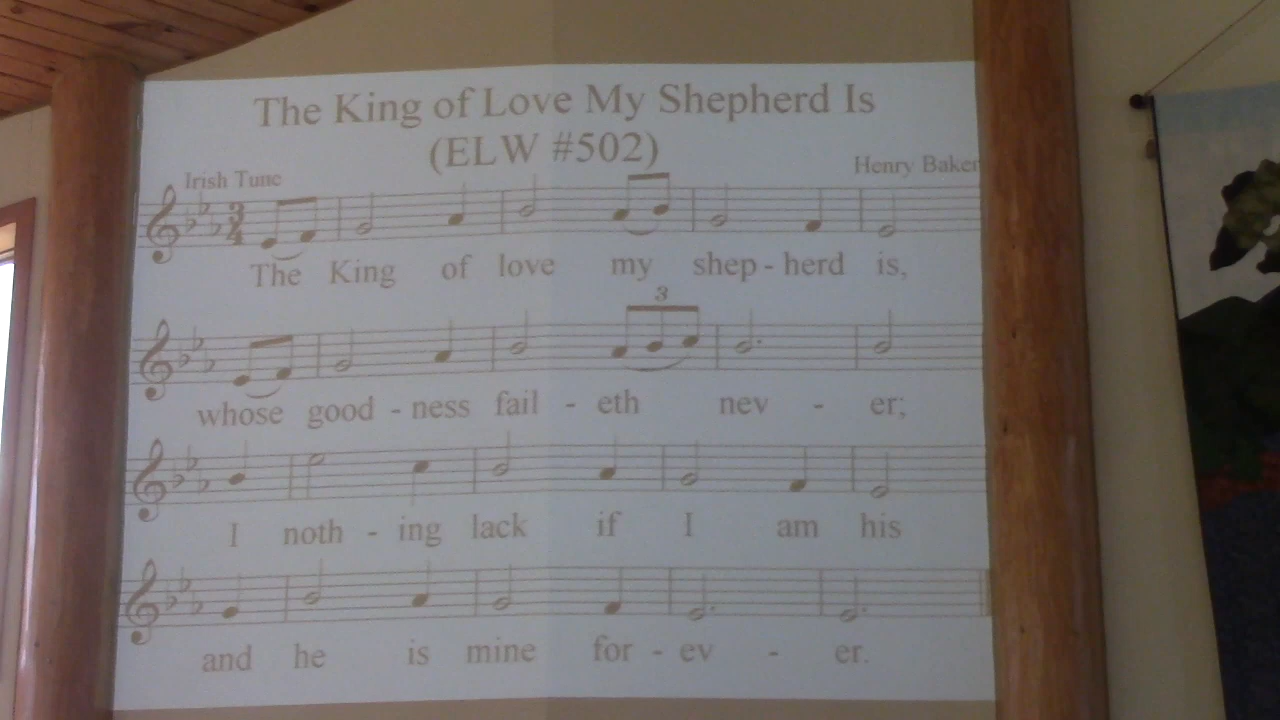 The King of Love My Shepherd Is
(ELW #502)
Irish Tune
Henry Baker
3
4
The King of love my shep - herd is,
3
whose good - ness fail - eth nev - er;
I noth - ing lack if I am his
and he is mine for - ev - er.